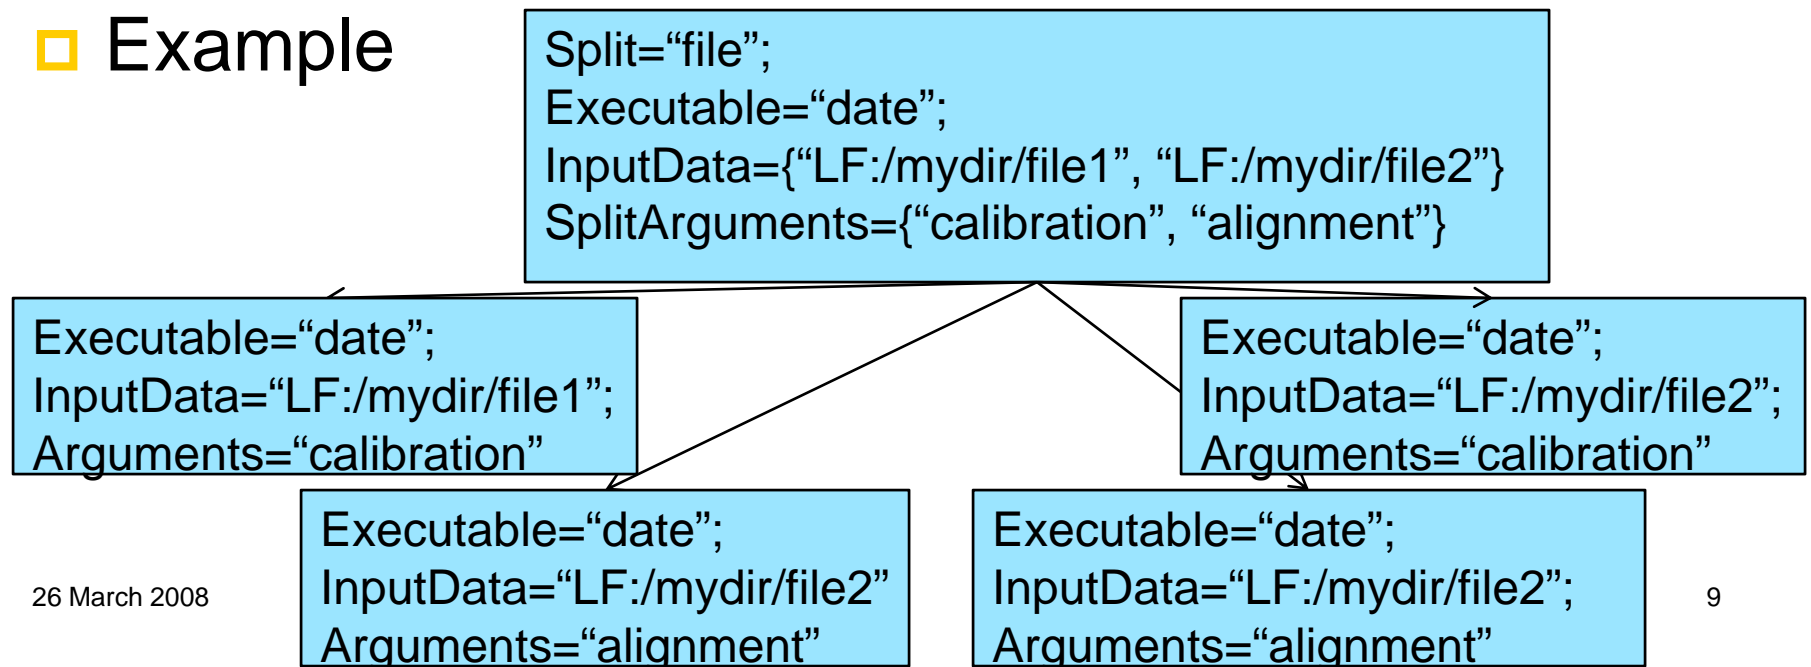 Example
Split=“file”;
Executable=“date”;
InputData={“LF:/mydir/file1”, “LF:/mydir/file2”}
SplitArguments={“calibration”, “alignment”}
Executable=“date”;
InputData=“LF:/mydir/file1”;
Arguments=“calibration”
Executable=“date”;
InputData=“LF:/mydir/file2”;
Arguments=“calibration”
Executable=“date”;
InputData=“LF:/mydir/file2”
Arguments=“alignment”
Executable=“date”;
InputData=“LF:/mydir/file2”;
Arguments=“alignment”
26 March 2008
9